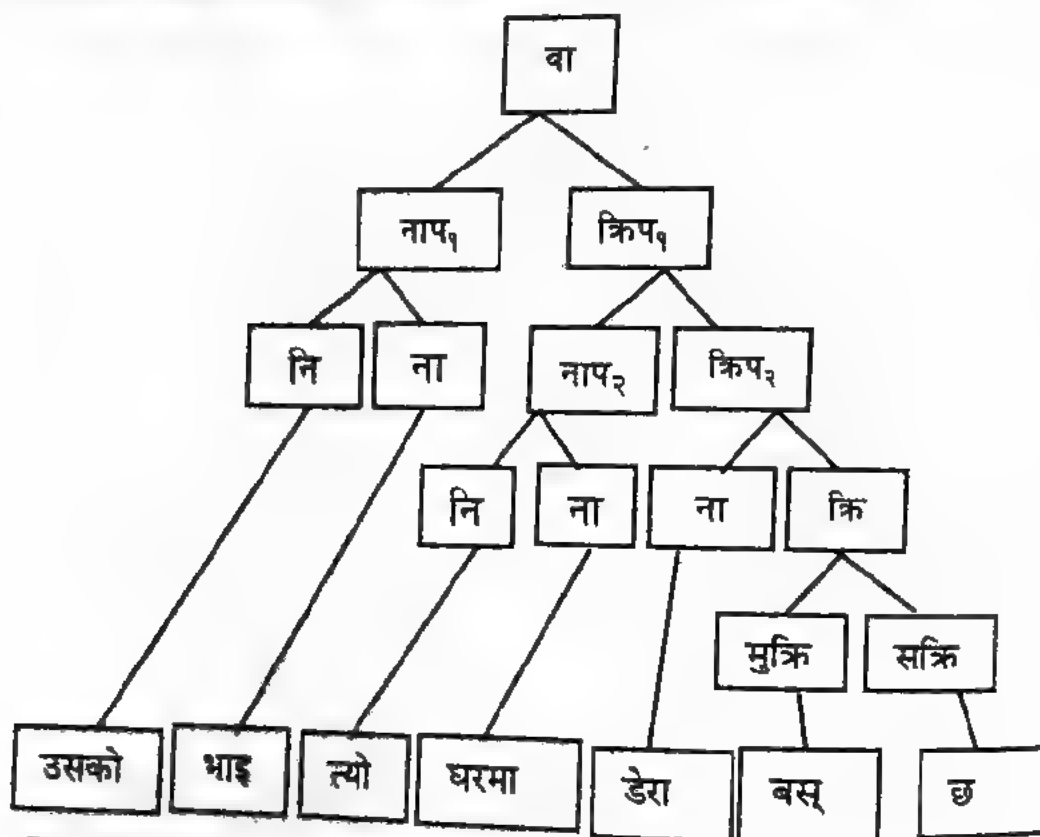 वा
नाप१ क्रिप१
नि ना नाप२ क्रिप२
नि ना ना क्रि
मुक्रि सक्रि
उसको भाइ त्यो घरमा डेरा बस् छ